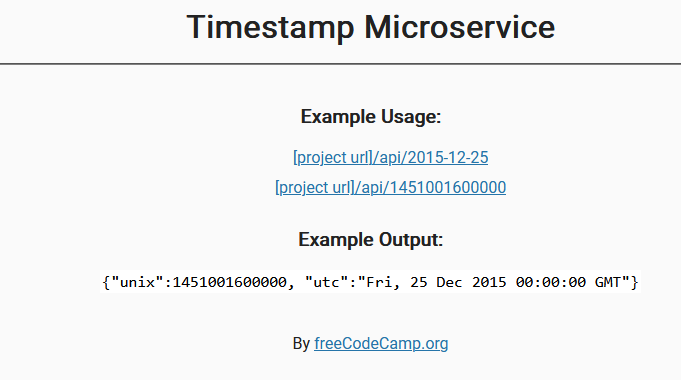 Timestamp Microservice
Example Usage:
[project url]/api/2015-12-25
[project url]/api/1451001600000
Example Output:
{"unix":1451001600000, "utc":"Fri, 25 Dec 2015 00:00:00 GMT"}
By freeCodeCamp.org